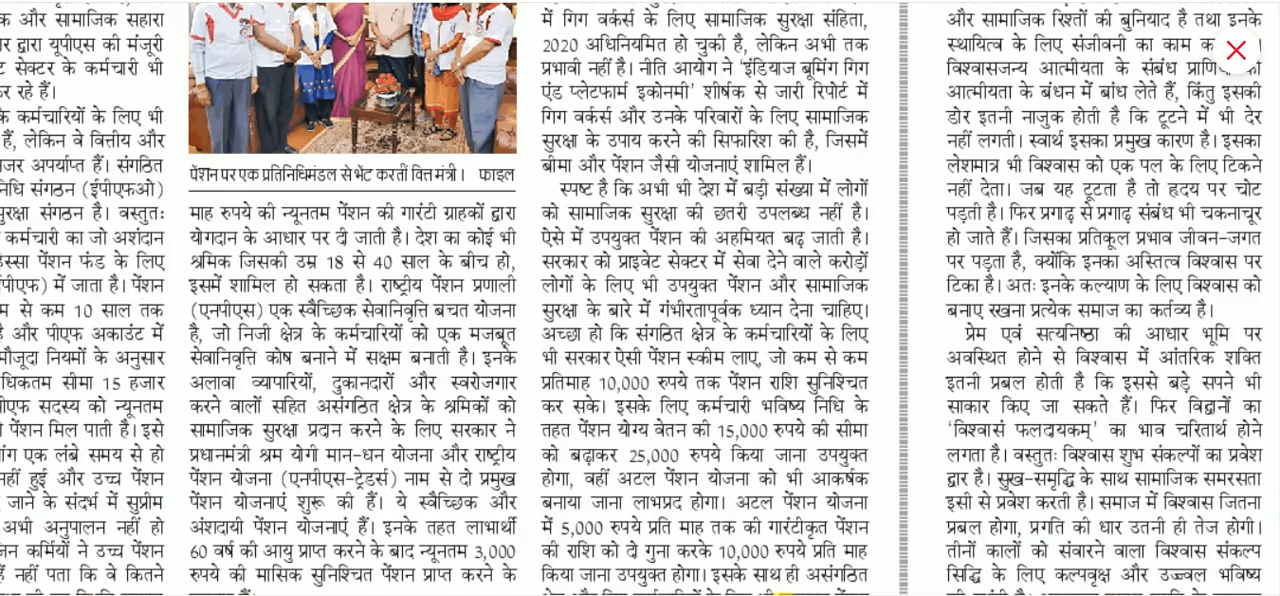 क और सामाजिक सहारा
र द्वारा यूपीएस की मंजूरी
ट सेक्टर के कर्मचारी भी
कर रहे हैं।
के कर्मचारियों के लिए भी
हैं, लेकिन वे वित्तीय और
नजर अपर्याप्त हैं। संगठित
निधि संगठन (ईपीएफओ)
सुरक्षा संगठन है। वस्तुतः
कर्मचारी का जो अशंदान
हिस्सा पेंशन फंड के लिए
में जाता है। पेंशन
म से कम 10 साल तक
है और पीएफ अकाउंट में
मौजूदा नियमों के अनुसार
धिकतम सीमा 15 हजार
पीएफ सदस्य को न्यूनतम
पेंशन मिल पाती है। इसे
मांग एक लंबे समय से हो
नहीं हुई और उच्च पेंशन
जाने के संदर्भ में सुप्रीम
अभी अनुपालन नहीं हो
जिन कर्मियों ने उच्च पेंशन
हैं नहीं पता कि वे कितने
पेंशन पर एक प्रतिनिधिमंडल से भेंट करतीं वित्त मंत्री। फाइल
माह रुपये की न्यूनतम पेंशन की गारंटी ग्राहकों द्वारा
योगदान के आधार पर दी जाती है। देश का कोई भी
श्रमिक जिसकी उम्र 18 से 40 साल के बीच हो,
इसमें शामिल हो सकता है। राष्ट्रीय पेंशन प्रणाली
(एनपीएस) एक स्वैच्छिक सेवानिवृत्ति बचत योजना
है, जो निजी क्षेत्र के कर्मचारियों को एक मजबूत
सेवानिवृत्ति कोष बनाने में सक्षम बनाती है। इनके
अलावा व्यापारियों, दुकानदारों और स्वरोजगार
करने वालों सहित असंगठित क्षेत्र के श्रमिकों को
सामाजिक सुरक्षा प्रदान करने के लिए सरकार ने
प्रधानमंत्री श्रम योगी मान-धन योजना और राष्ट्रीय
पेंशन योजना (एनपीएस-ट्रेडर्स) नाम से दो प्रमुख
पेंशन योजनाएं शुरू की हैं। ये स्वैच्छिक और
अंशदायी पेंशन योजनाएं हैं। इनके तहत लाभार्थी
60 वर्ष की आयु प्राप्त करने के बाद न्यूनतम 3,000
रुपये की मासिक सुनिश्चित पेंशन प्राप्त करने के
में गिग वर्कर्स के लिए सामाजिक सुरक्षा संहिता,
2020 अधिनियमित हो चुकी है, लेकिन अभी तक
प्रभावी नहीं है। नीति आयोग ने 'इंडियाज बूमिंग गिग
एंड प्लेटफार्म इकोनमी' शीर्षक से जारी रिपोर्ट में
गिग वर्कर्स और उनके परिवारों के लिए सामाजिक
सुरक्षा के उपाय करने की सिफारिश की है, जिसमें
बीमा और पेंशन जैसी योजनाएं शामिल हैं।
स्पष्ट है कि अभी भी देश में बड़ी संख्या में लोगों
को सामाजिक सुरक्षा की छतरी उपलब्ध नहीं है।
ऐसे में उपयुक्त पेंशन की अहमियत बढ़ जाती है।
सरकार को प्राइवेट सेक्टर में सेवा देने वाले करोड़ों
लोगों के लिए भी उपयुक्त पेंशन और सामाजिक
सुरक्षा के बारे में गंभीरतापूर्वक ध्यान देना चाहिए।
अच्छा हो कि संगठित क्षेत्र के कर्मचारियों के लिए
भी सरकार ऐसी पेंशन स्कीम लाए, जो कम से कम
प्रतिमाह 10,000 रुपये तक पेंशन राशि सुनिश्चित
कर सके। इसके लिए कर्मचारी भविष्य निधि के
तहत पेंशन योग्य वेतन की 15,000 रुपये की सीमा
को बढ़ाकर 25,000 रुपये किया जाना उपयुक्त
होगा, वहीं अटल पेंशन योजना को भी आकर्षक
बनाया जाना लाभप्रद होगा। अटल पेंशन योजना
में 5,000 रुपये प्रति माह तक की गारंटीकृत पेंशन
की राशि को दो गुना करके 10,000 रुपये प्रति माह
किया जाना उपयुक्त होगा। इसके साथ ही असंगठित
और सामाजिक रिश्तों की बुनियाद है तथा इनके
स्थायित्व के लिए संजीवनी का काम
विश्वासजन्य आत्मीयता के संबंध
आत्मीयता के बंधन में बांध लेते हैं, किंतु इसकी
डोर इतनी नाजुक होती है कि टूटने में भी देर
नहीं लगती। स्वार्थ इसका प्रमुख कारण है। इसका
लेशमात्र भी विश्वास को एक पल के लिए टिकने
नहीं देता। जब यह टूटता है तो हृदय पर चोट
पड़ती है। फिर प्रगाढ़ से प्रगाढ़ संबंध भी चकनाचूर
हो जाते हैं। जिसका प्रतिकूल प्रभाव जीवन-जगत
पर पड़ता है, क्योंकि इनका अस्तित्व विश्वास पर
टिका है। अतः इनके कल्याण के लिए विश्वास को
बनाए रखना प्रत्येक समाज का कर्तव्य है।
प्रेम एवं सत्यनिष्ठा की आधार भूमि पर
अवस्थित होने से विश्वास में आंतरिक शक्ति
इतनी प्रबल होती है कि इससे बड़े सपने भी
साकार किए जा सकते हैं। फिर विद्वानों का
'विश्वासं फलदायकम्' का भाव चरितार्थ होने
लगता है। वस्तुतः विश्वास शुभ संकल्पों का प्रवेश
द्वार है। सुख-समृद्धि के साथ सामाजिक समरसता
इसी से प्रवेश करती है। समाज में विश्वास जितना
प्रबल होगा, प्रगति की धार उतनी ही तेज होगी।
तीनों कालों को संवारने वाला विश्वास संकल्प
सिद्धि के लिए कल्पवृक्ष और उज्ज्वल भविष्य